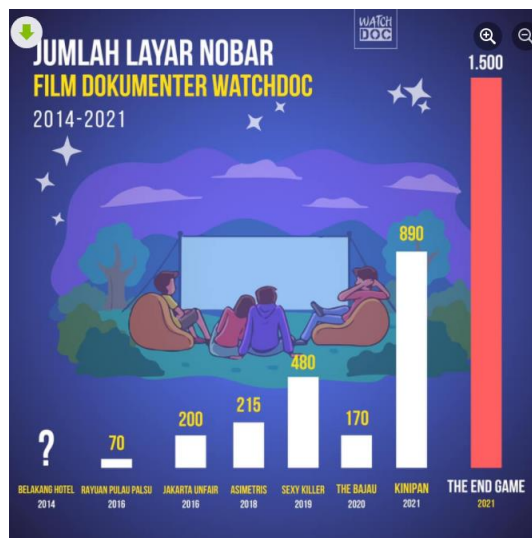 WATCH
DOC
JUMLAH LAYAR NOBAR
FILM DOKUMENTER WATCHDOC
2014-2021
1.500
890
480
215
200
170
70
?
BELAKANG HOTEL
2014
RAYUAN PULAU PALSU
2016
JAKARTA UNFAIR
2016
ASIMETRIS
2018
SEXY KILLER
2019
THE BAJAU
2020
KINIPAN
2021
THE END GAME
2021